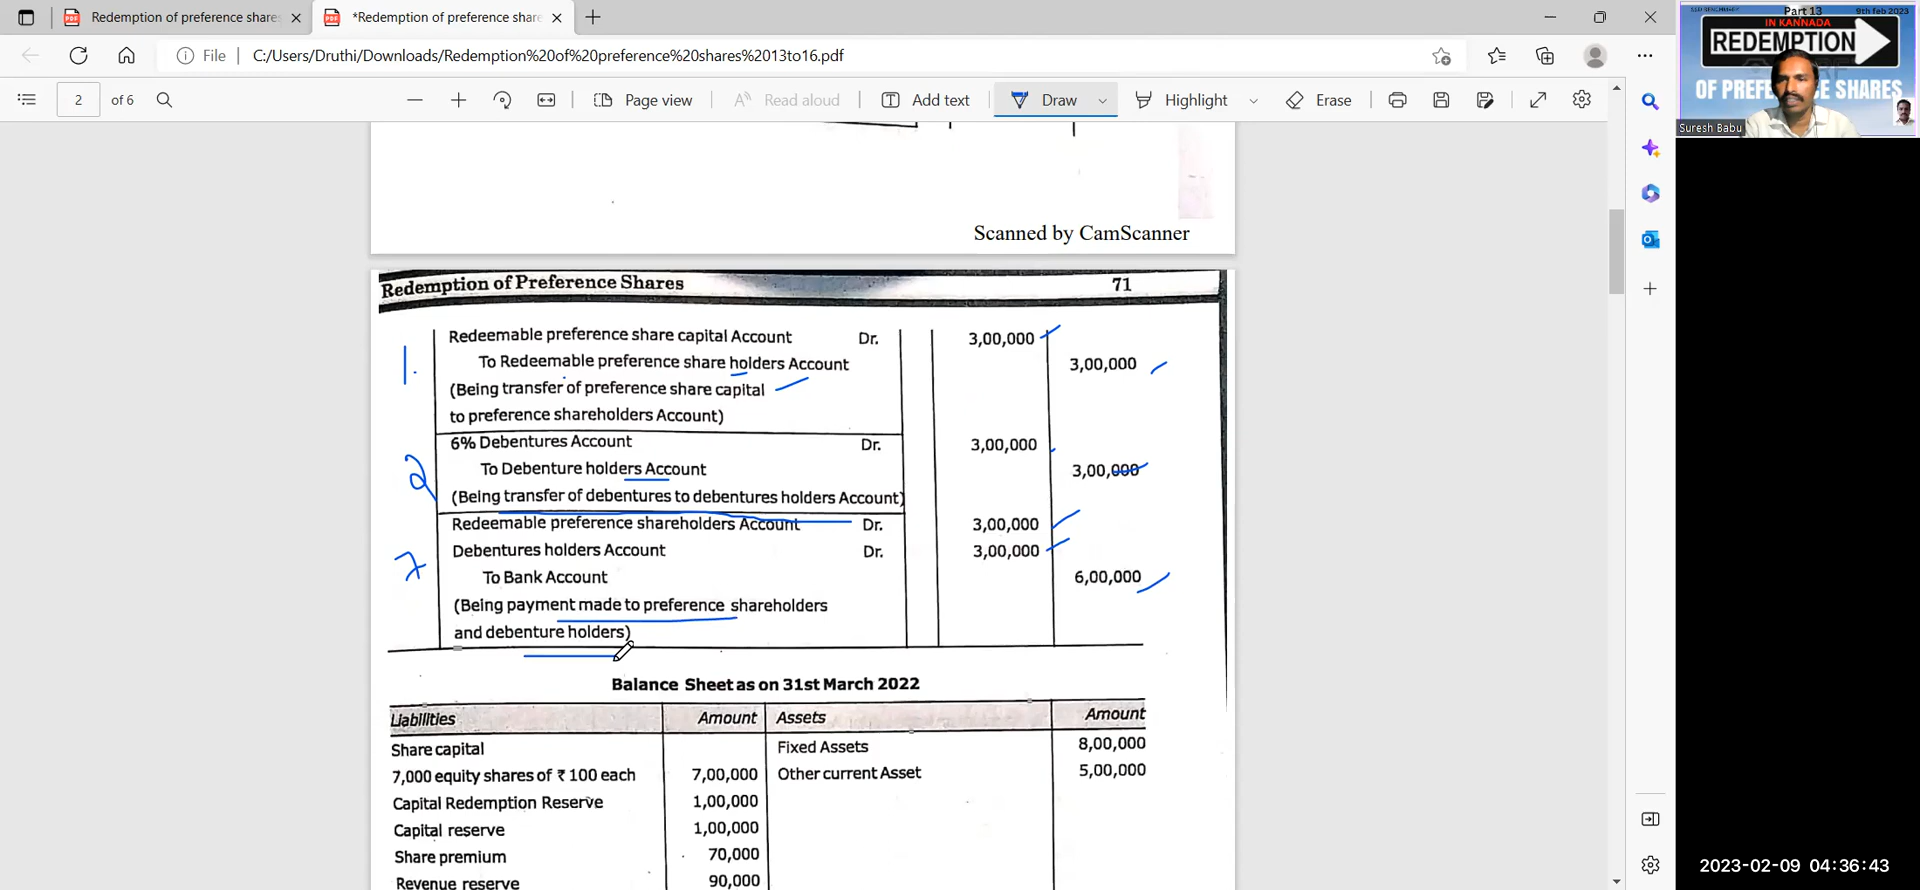 Redemption of preference share
*Redemption of preference share
File
C:/Users/Druthi/Downloads/Redemption%20of%20preference%20shares%2013to16.pdf
2 of 6
Page view
Read aloud
Add text
Draw
Highlight
Erase
Part 13
9th feb 2023
IN KANNADA
REDEMPTION
OF PREFERENCE SHARES
Suresh Babu
Scanned by CamScanner
Redemption of Preference Shares 71
1. Redeemable preference share capital Account Dr. 3,00,000
To Redeemable preference share holders Account 3,00,000
(Being transfer of preference share capital
to preference shareholders Account)
6% Debentures Account Dr. 3,00,000
2 To Debenture holders Account 3,00,000
(Being transfer of debentures to debentures holders Account)
Redeemable preference shareholders Account Dr. 3,00,000
7 Debentures holders Account Dr. 3,00,000
To Bank Account 6,00,000
(Being payment made to preference shareholders
and debenture holders)
Balance Sheet as on 31st March 2022
Liabilities Amount Assets Amount
Share capital Fixed Assets 8,00,000
7,000 equity shares of ₹ 100 each 7,00,000 Other current Asset 5,00,000
Capital Redemption Reserve 1,00,000
Capital reserve 1,00,000
Share premium 70,000
Revenue reserve 90,000
2023-02-09 04:36:43